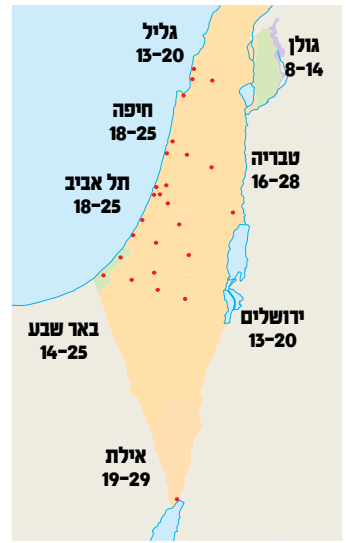 גליל
13-20
גולן
8-14
חיפה
18-25
טבריה
16-28
תל אביב
18-25
ירושלים
13-20
באר שבע
14-25
אילת
19-29